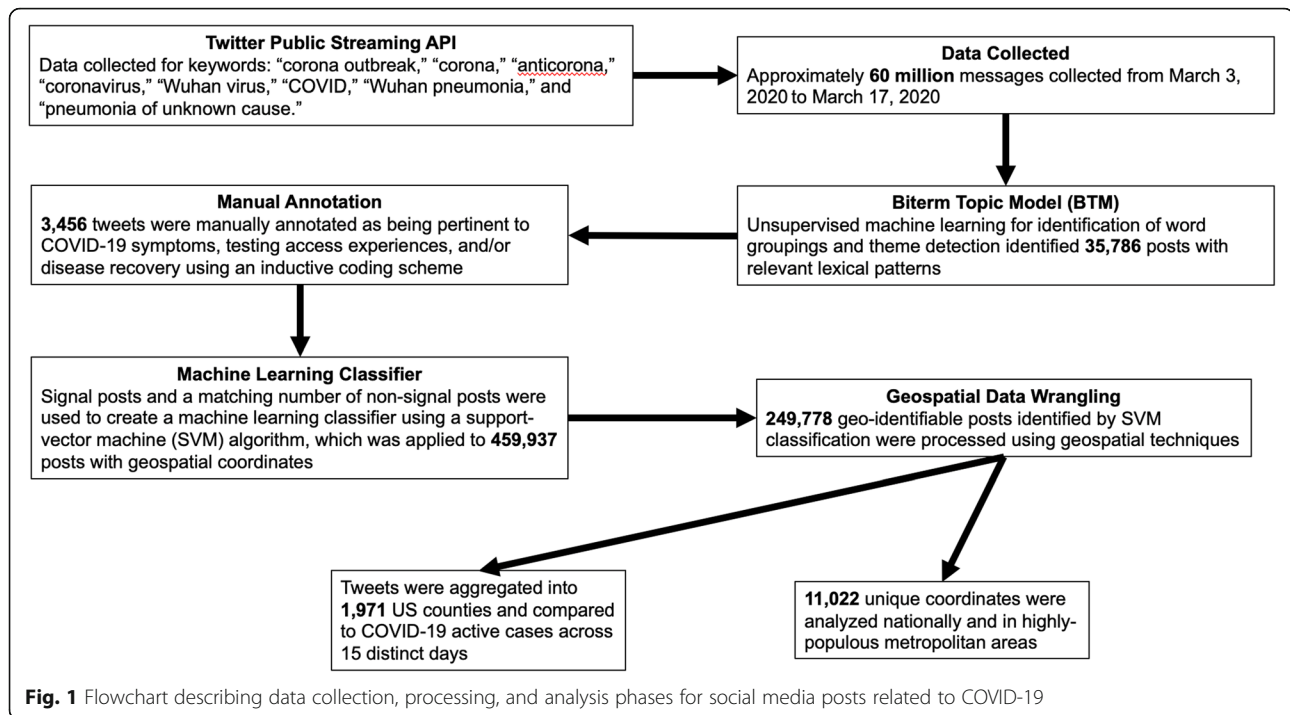 Twitter Public Streaming API
Data collected for keywords: “corona outbreak,” “corona,” “anticorona,”
“coronavirus,” “Wuhan virus,” “COVID,” “Wuhan pneumonia,” and
“pneumonia of unknown cause.”
Data Collected
Approximately 60 million messages collected from March 3,
2020 to March 17, 2020
Biterm Topic Model (BTM)
Unsupervised machine learning for identification of word
groupings and theme detection identified 35,786 posts with
relevant lexical patterns
Manual Annotation
3,456 tweets were manually annotated as being pertinent to
COVID-19 symptoms, testing access experiences, and/or
disease recovery using an inductive coding scheme
Machine Learning Classifier
Signal posts and a matching number of non-signal posts were
used to create a machine learning classifier using a support-
vector machine (SVM) algorithm, which was applied to 459,937
posts with geospatial coordinates
Geospatial Data Wrangling
249,778 geo-identifiable posts identified by SVM
classification were processed using geospatial techniques
Tweets were aggregated into
1,971 US counties and compared
to COVID-19 active cases across
15 distinct days
11,022 unique coordinates were
analyzed nationally and in highly-
populous metropolitan areas
Fig. 1 Flowchart describing data collection, processing, and analysis phases for social media posts related to COVID-19